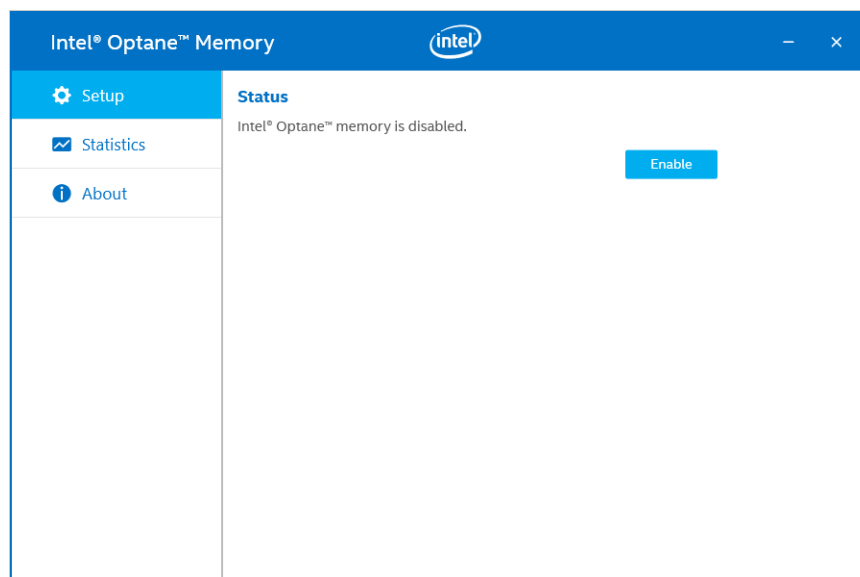 Intel® Optane™ Memory
intel
Setup
Statistics
About
Status
Intel® Optane™ memory is disabled.
Enable